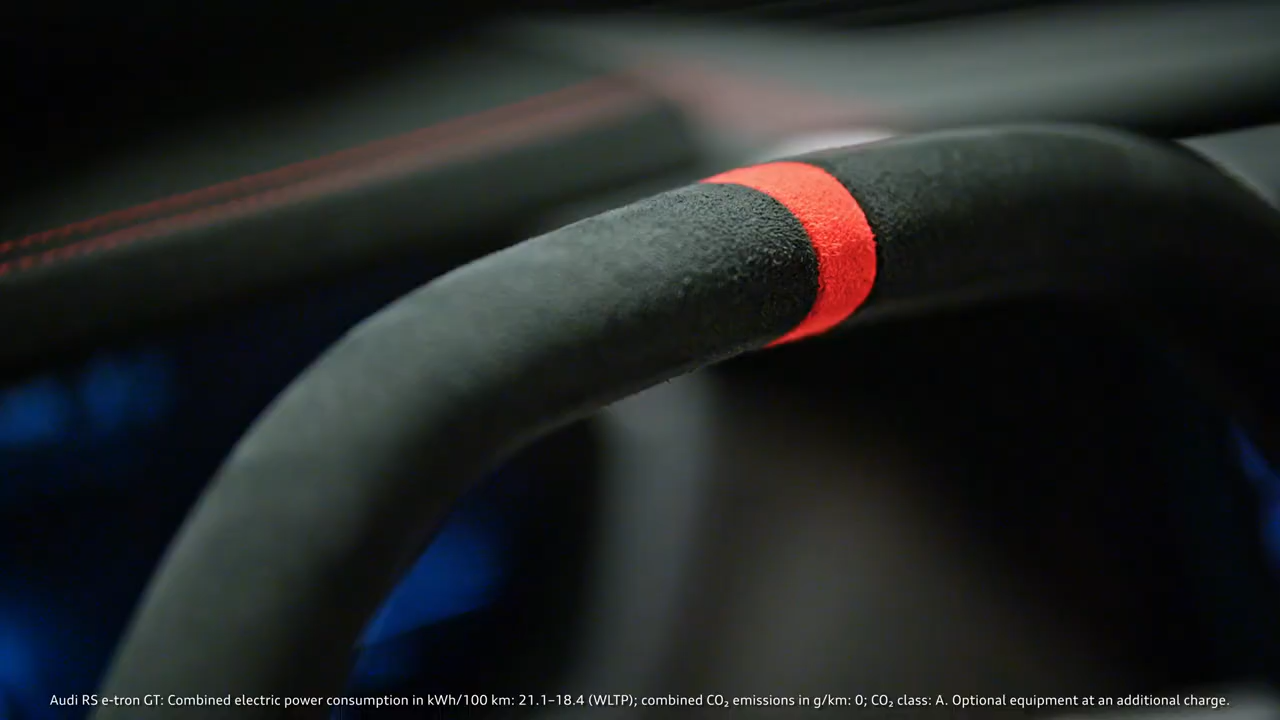 Audi RS e-tron GT: Combined electric power consumption in kWh/100 km: 21.1–18.4 (WLTP); combined CO₂ emissions in g/km: 0; CO₂ class: A. Optional equipment at an additional charge.